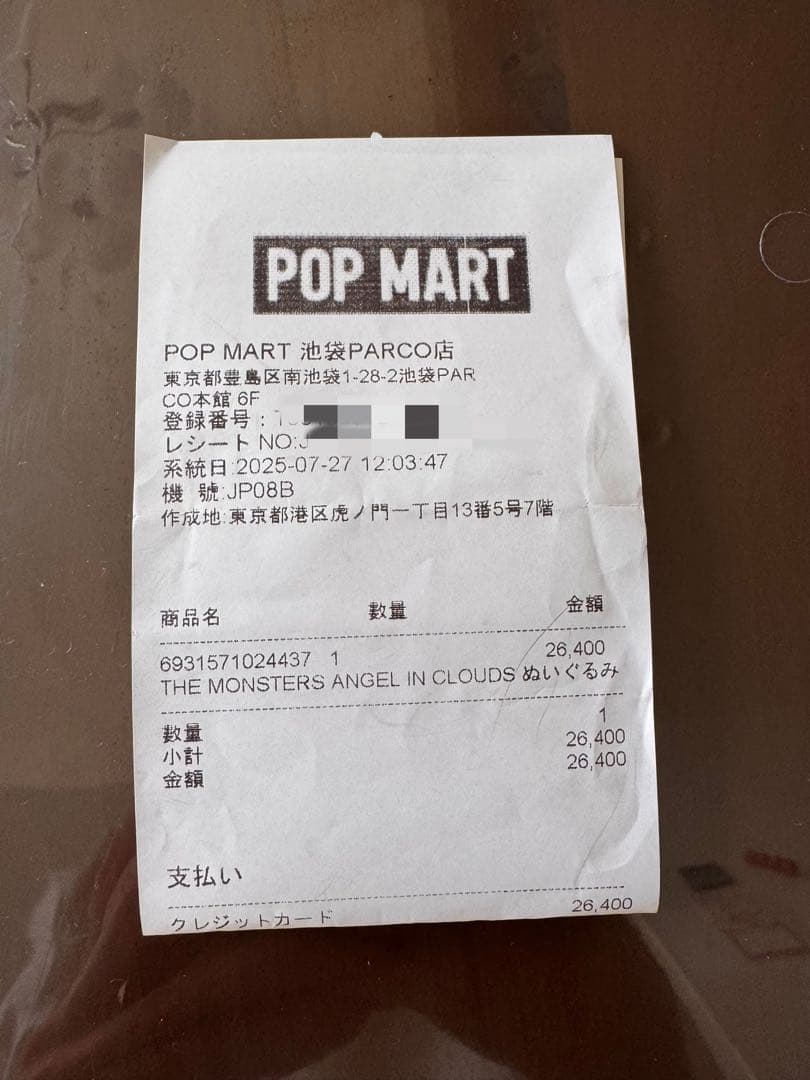 POP MART
POP MART 池袋PARCO店
東京都豊島区南池袋1-28-2池袋PAR
CO本館 6F
登録番号：
レシート NO:
系統日:2025-07-27 12:03:47
機 號:JP08B
作成地:東京都港区虎ノ門一丁目13番5号7階
商品名 數量 金額
6931571024437 1 26,400
THE MONSTERS ANGEL IN CLOUDS ぬいぐるみ
數量 1
小計 26,400
金額 26,400
支払い
クレジットカード 26,400